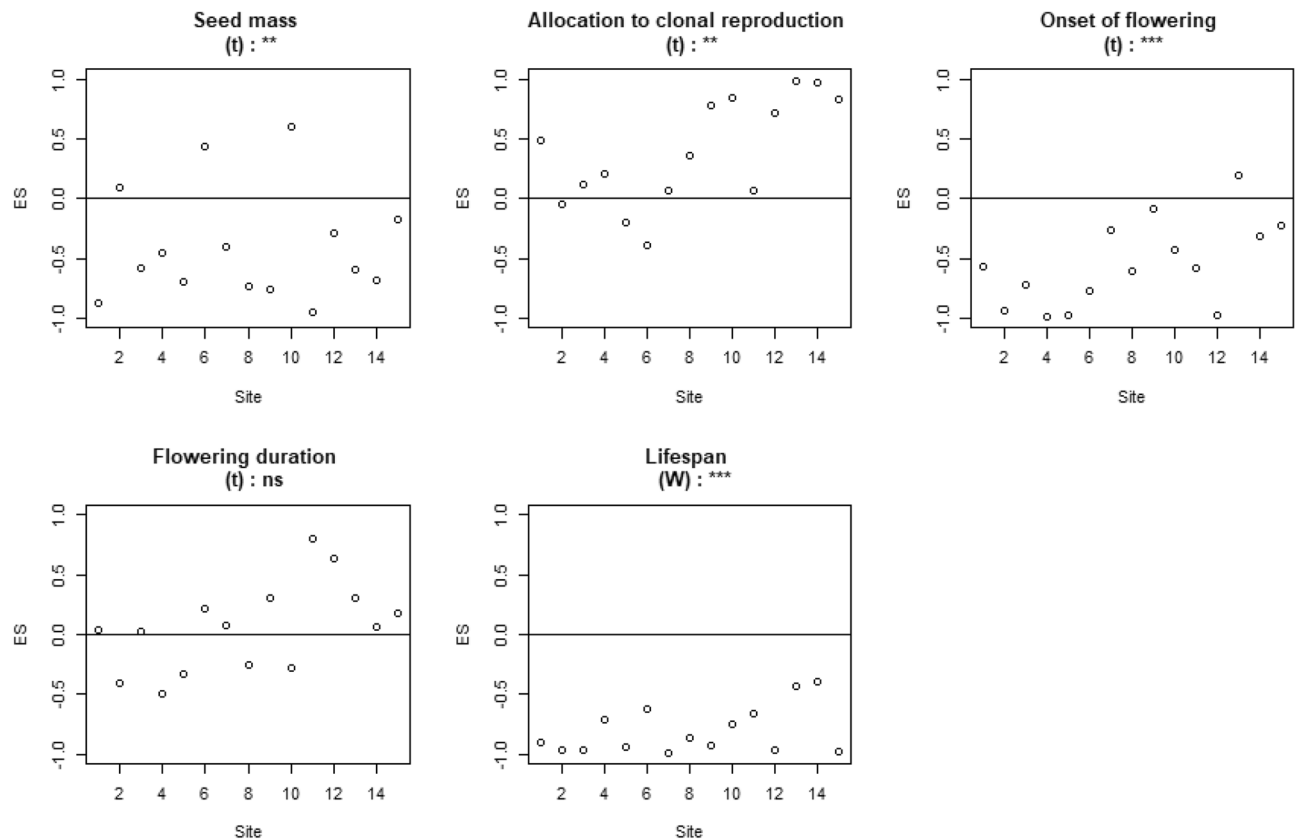 Seed mass
(t) : **
ES
1.0
0.5
0.0
-0.5
-1.0
2 4 6 8 10 12 14
Site
Allocation to clonal reproduction
(t) : **
ES
1.0
0.5
0.0
-0.5
-1.0
2 4 6 8 10 12 14
Site
Onset of flowering
(t) : ***
ES
1.0
0.5
0.0
-0.5
-1.0
2 4 6 8 10 12 14
Site
Flowering duration
(t) : ns
ES
1.0
0.5
0.0
-0.5
-1.0
2 4 6 8 10 12 14
Site
Lifespan
(W) : ***
ES
1.0
0.5
0.0
-0.5
-1.0
2 4 6 8 10 12 14
Site